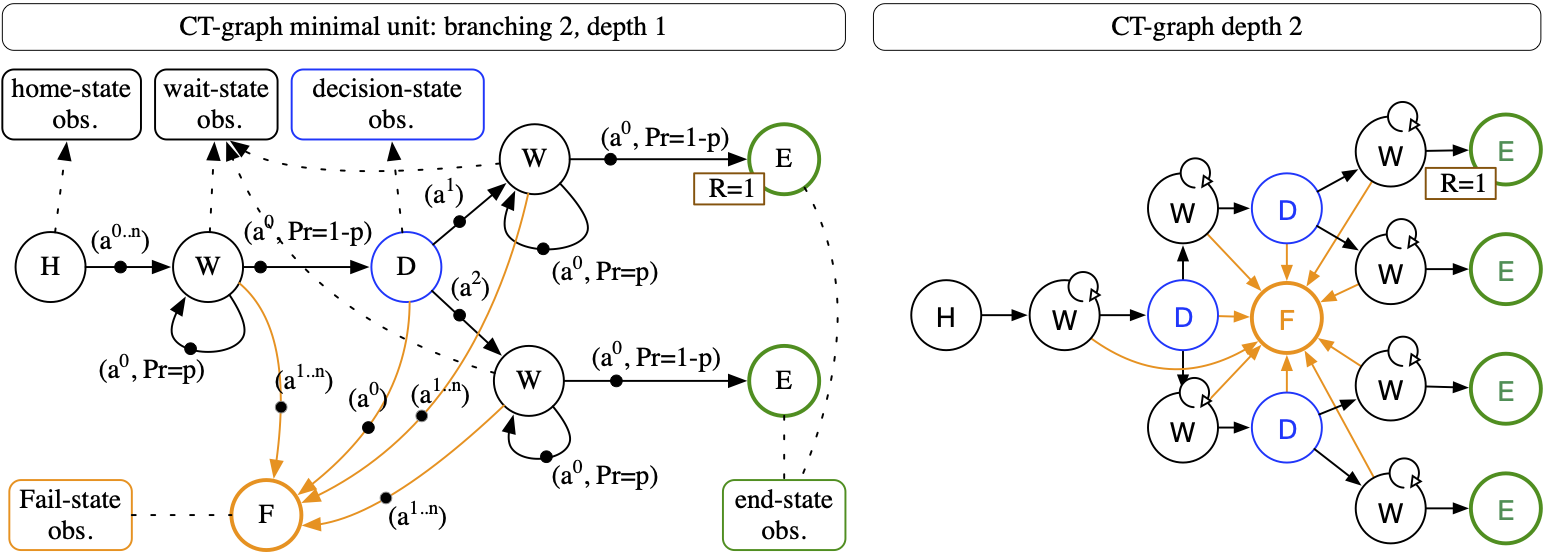 CT-graph minimal unit: branching 2, depth 1
home-state
obs.
wait-state
obs.
decision-state
obs.
H
(a^0..n)
W
(a^0, Pr=p)
(a^0, Pr=1-p)
D
(a^1)
(a^2)
W
(a^0, Pr=1-p)
E
R=1
(a^0, Pr=p)
W
(a^0, Pr=1-p)
E
(a^0, Pr=p)
(a^1..n)
(a^0)
(a^1..n)
(a^1..n)
Fail-state
obs.
F
end-state
obs.
CT-graph depth 2
H
W
D
W
D
W
E
R=1
W
E
F
W
D
W
E
W
E